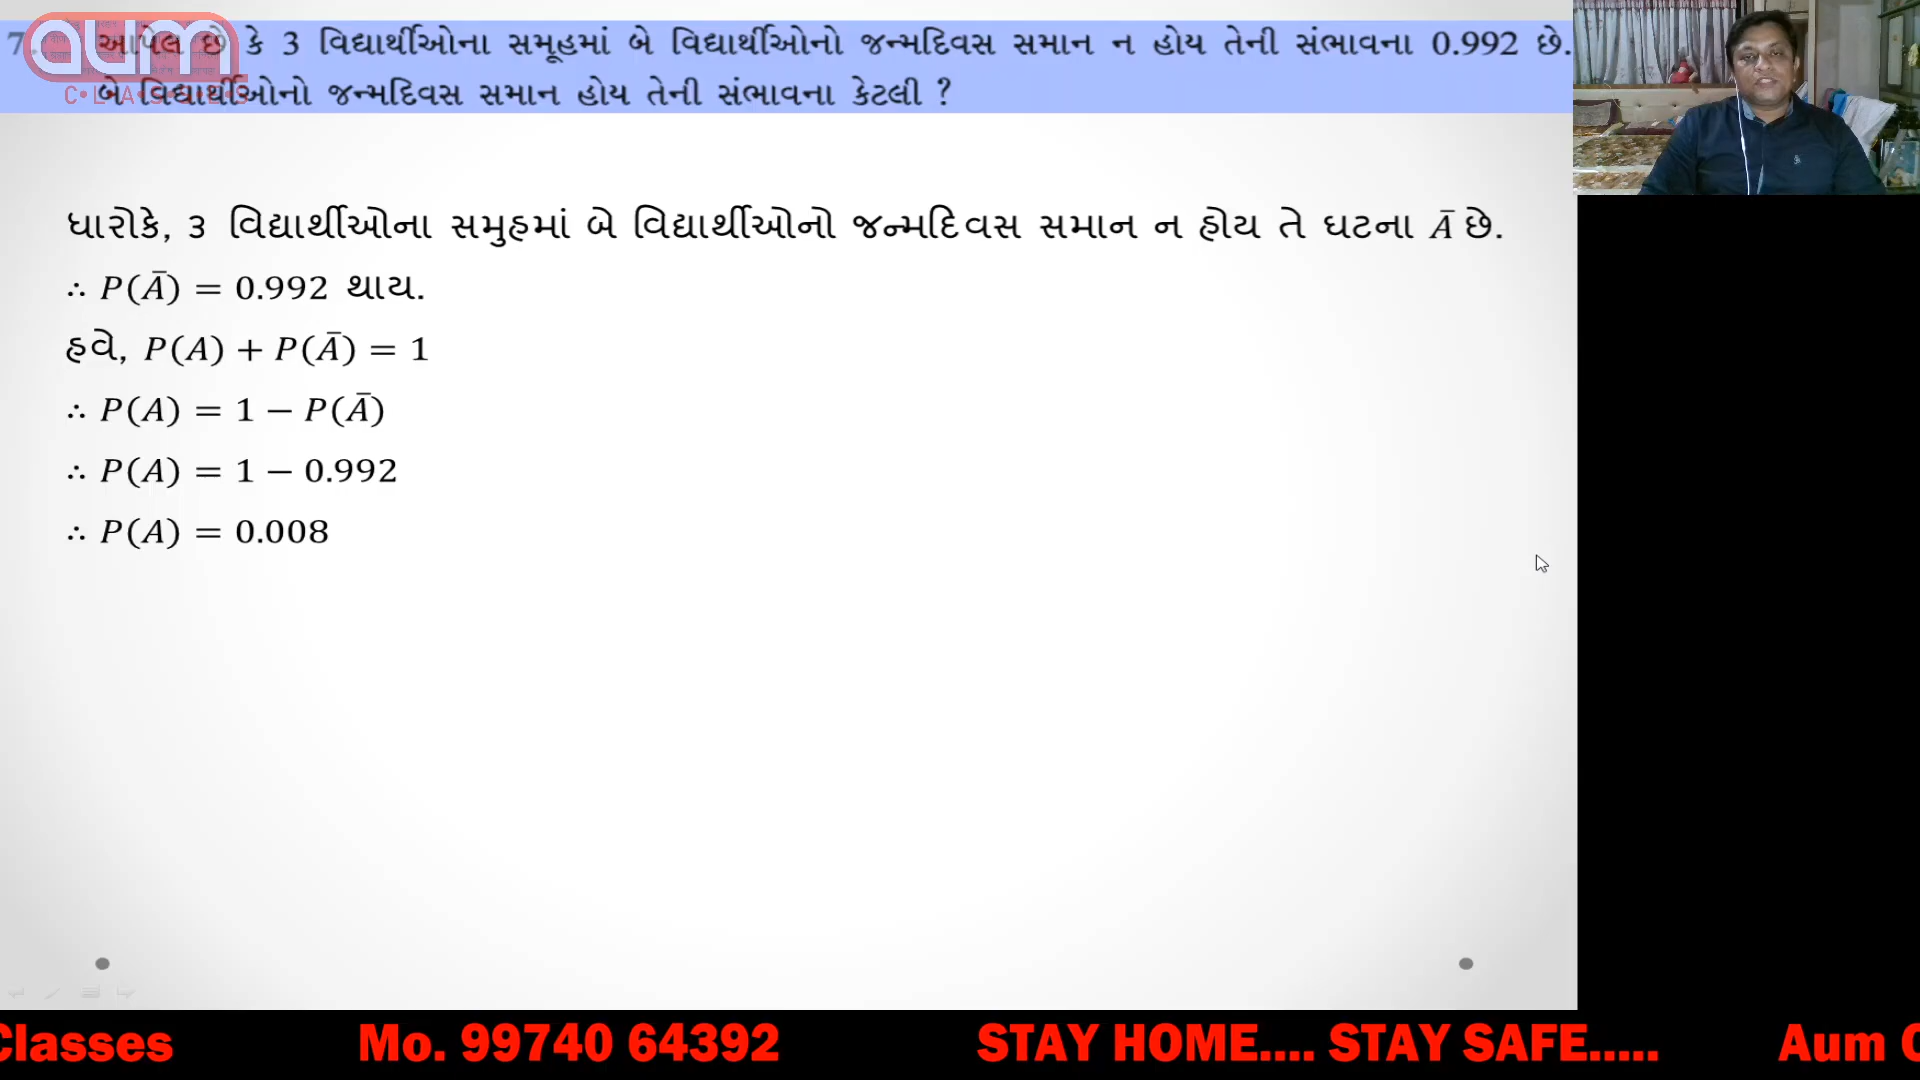 7. આપેલ છે કે 3 વિદ્યાર્થીઓના સમૂહમાં બે વિદ્યાર્થીઓનો જન્મદિવસ સમાન ન હોય તેની સંભાવના 0.992 છે.
બે વિદ્યાર્થીઓનો જન્મદિવસ સમાન હોય તેની સંભાવના કેટલી ?
aum
C•L•A•S•S•E•S
ધારોકે, ૩ વિદ્યાર્થીઓના સમુહમાં બે વિદ્યાર્થીઓનો જન્મદિવસ સમાન ન હોય તે ઘટના Ā છે.
∴ P(Ā) = 0.992 થાય.
હવે, P(A) + P(Ā) = 1
∴ P(A) = 1 − P(Ā)
∴ P(A) = 1 − 0.992
∴ P(A) = 0.008
Classes Mo. 99740 64392 STAY HOME.... STAY SAFE..... Aum C